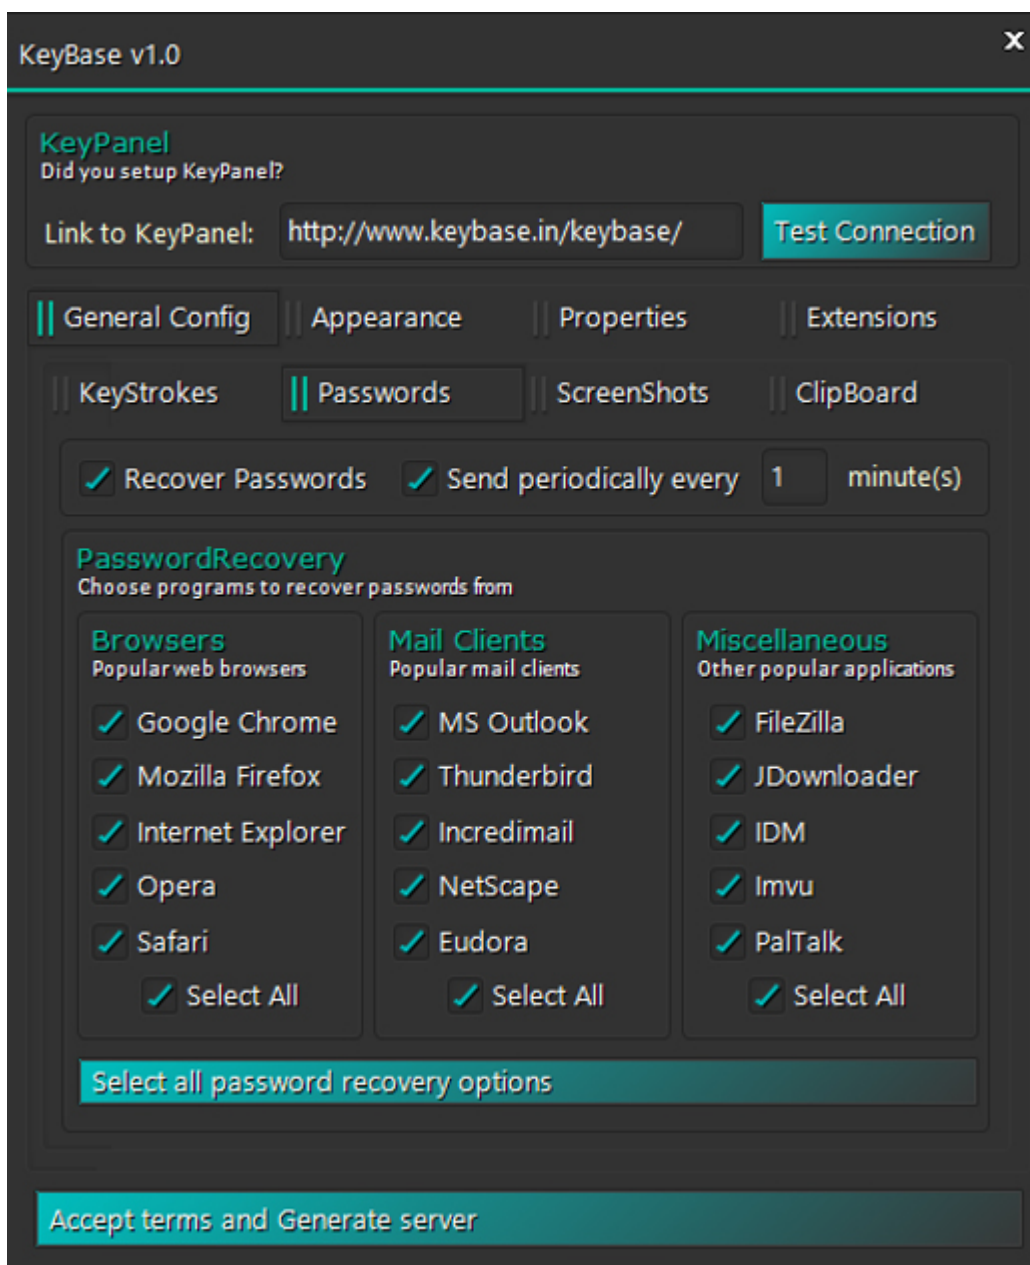 KeyBase v1.0 x
KeyPanel
Did you setup KeyPanel?
Link to KeyPanel: http://www.keybase.in/keybase/ Test Connection
General Config Appearance Properties Extensions
KeyStrokes Passwords ScreenShots ClipBoard
Recover Passwords Send periodically every 1 minute(s)
PasswordRecovery
Choose programs to recover passwords from
Browsers Mail Clients Miscellaneous
Popular web browsers Popular mail clients Other popular applications
Google Chrome MS Outlook FileZilla
Mozilla Firefox Thunderbird JDownloader
Internet Explorer Incredimail IDM
Opera NetScape Imvu
Safari Eudora PalTalk
Select All Select All Select All
Select all password recovery options
Accept terms and Generate server